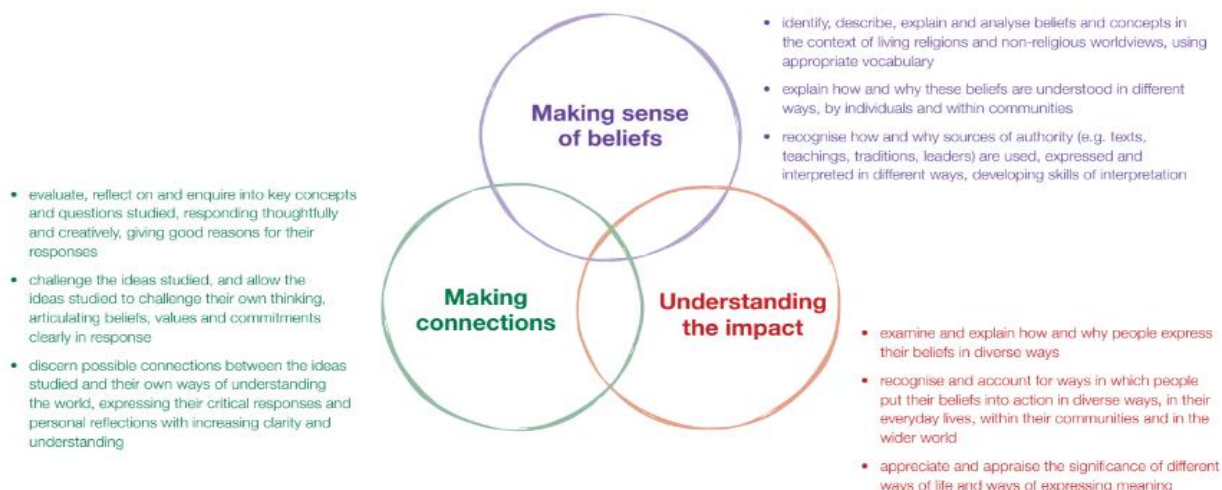 Making sense
of beliefs
• identify, describe, explain and analyse beliefs and concepts in
the context of living religions and non-religious worldviews, using
appropriate vocabulary
• explain how and why these beliefs are understood in different
ways, by individuals and within communities
• recognise how and why sources of authority (e.g. texts,
teachings, traditions, leaders) are used, expressed and
interpreted in different ways, developing skills of interpretation
• evaluate, reflect on and enquire into key concepts
and questions studied, responding thoughtfully
and creatively, giving good reasons for their
responses
• challenge the ideas studied, and allow the
ideas studied to challenge their own thinking,
articulating beliefs, values and commitments
clearly in response
• discern possible connections between the ideas
studied and their own ways of understanding
the world, expressing their critical responses and
personal reflections with increasing clarity and
understanding
Making
connections
Understanding
the impact
• examine and explain how and why people express
their beliefs in diverse ways
• recognise and account for ways in which people
put their beliefs into action in diverse ways, in their
everyday lives, within their communities and in the
wider world
• appreciate and appraise the significance of different
ways of life and ways of expressing meaning